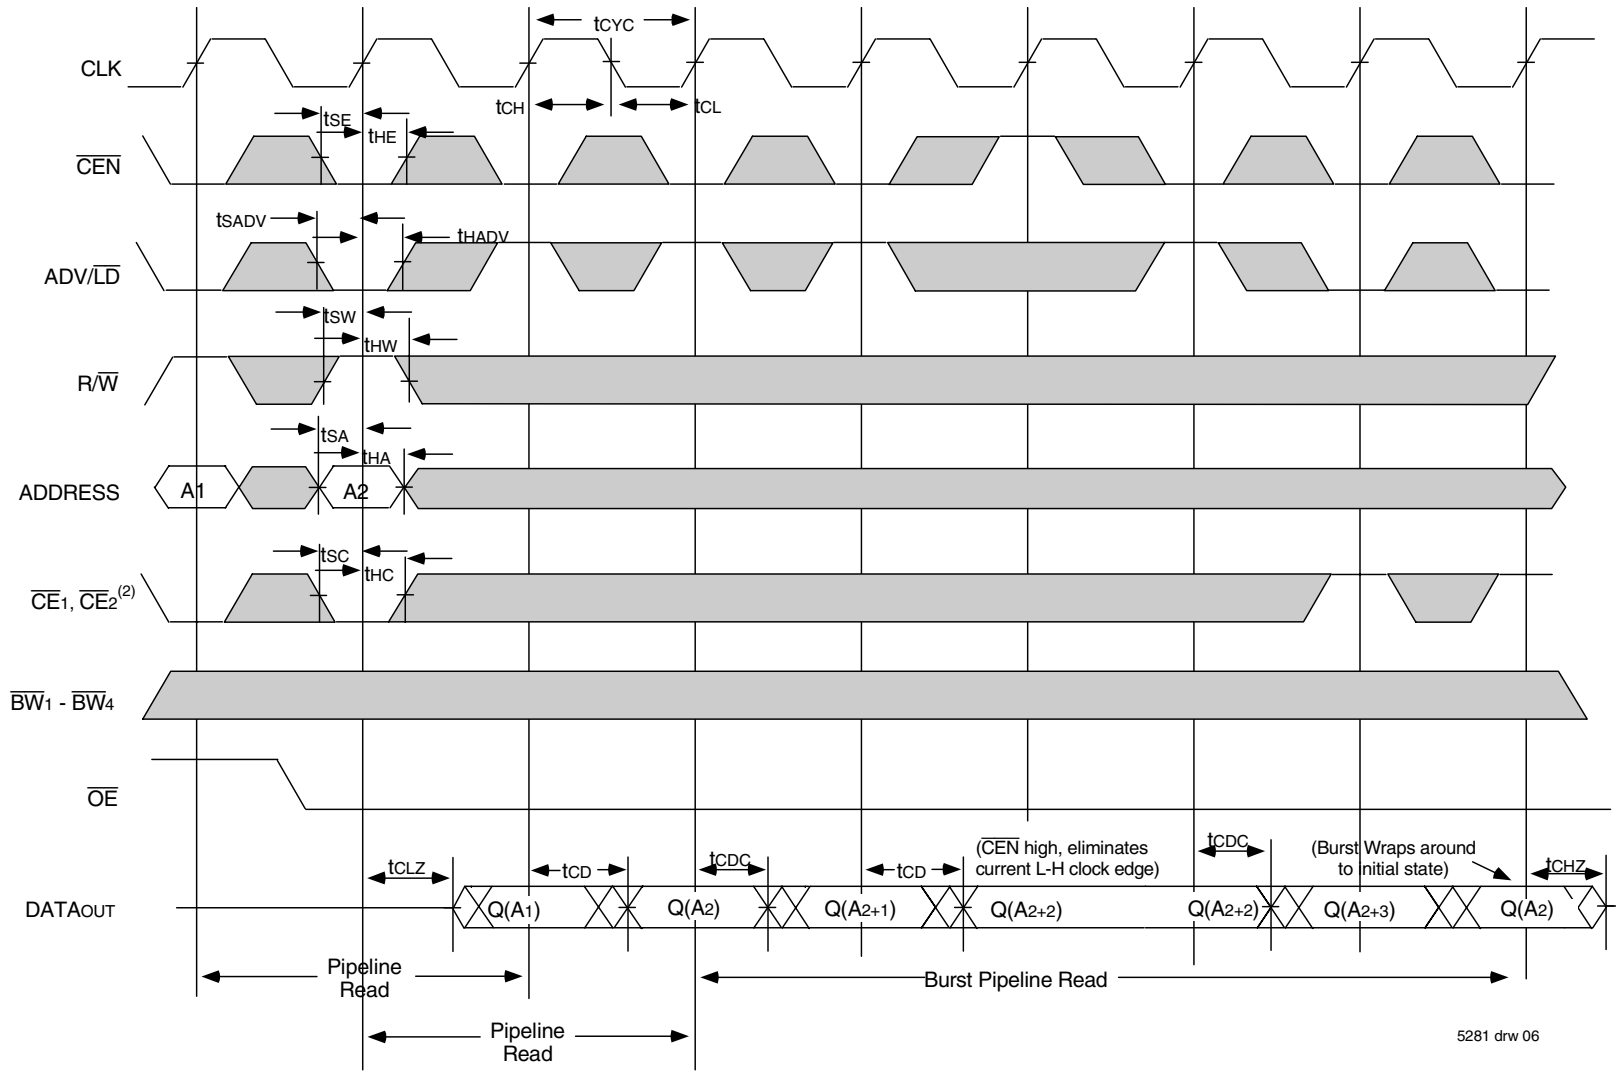 tCYC
CLK
tCH
tCL
tSE
tHE
CEN
tSADV
tHADV
ADV/LD
tSW
tHW
R/W
tSA
tHA
ADDRESS
A1
A2
tSC
tHC
CE1, CE2(2)
BW1 - BW4
OE
tCLZ
tCD
tCDC
tCD
(CEN high, eliminates
current L-H clock edge)
tCDC
(Burst Wraps around
to initial state)
tCHZ
DATAOUT
Q(A1)
Q(A2)
Q(A2+1)
Q(A2+2)
Q(A2+2)
Q(A2+3)
Q(A2)
Pipeline
Read
Burst Pipeline Read
Pipeline
Read
5281 drw 06